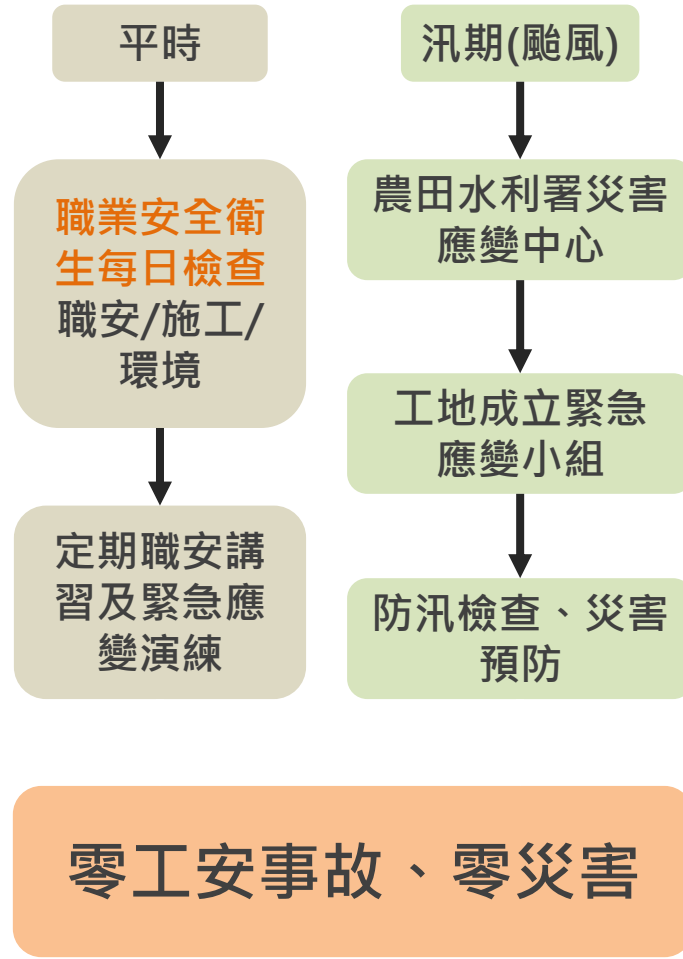 平時
職業安全衛
生每日檢查
職安/施工/
環境
定期職安講
習及緊急應
變演練
汛期(颱風)
農田水利署災害
應變中心
工地成立緊急
應變小組
防汛檢查、災害
預防
零工安事故、零災害